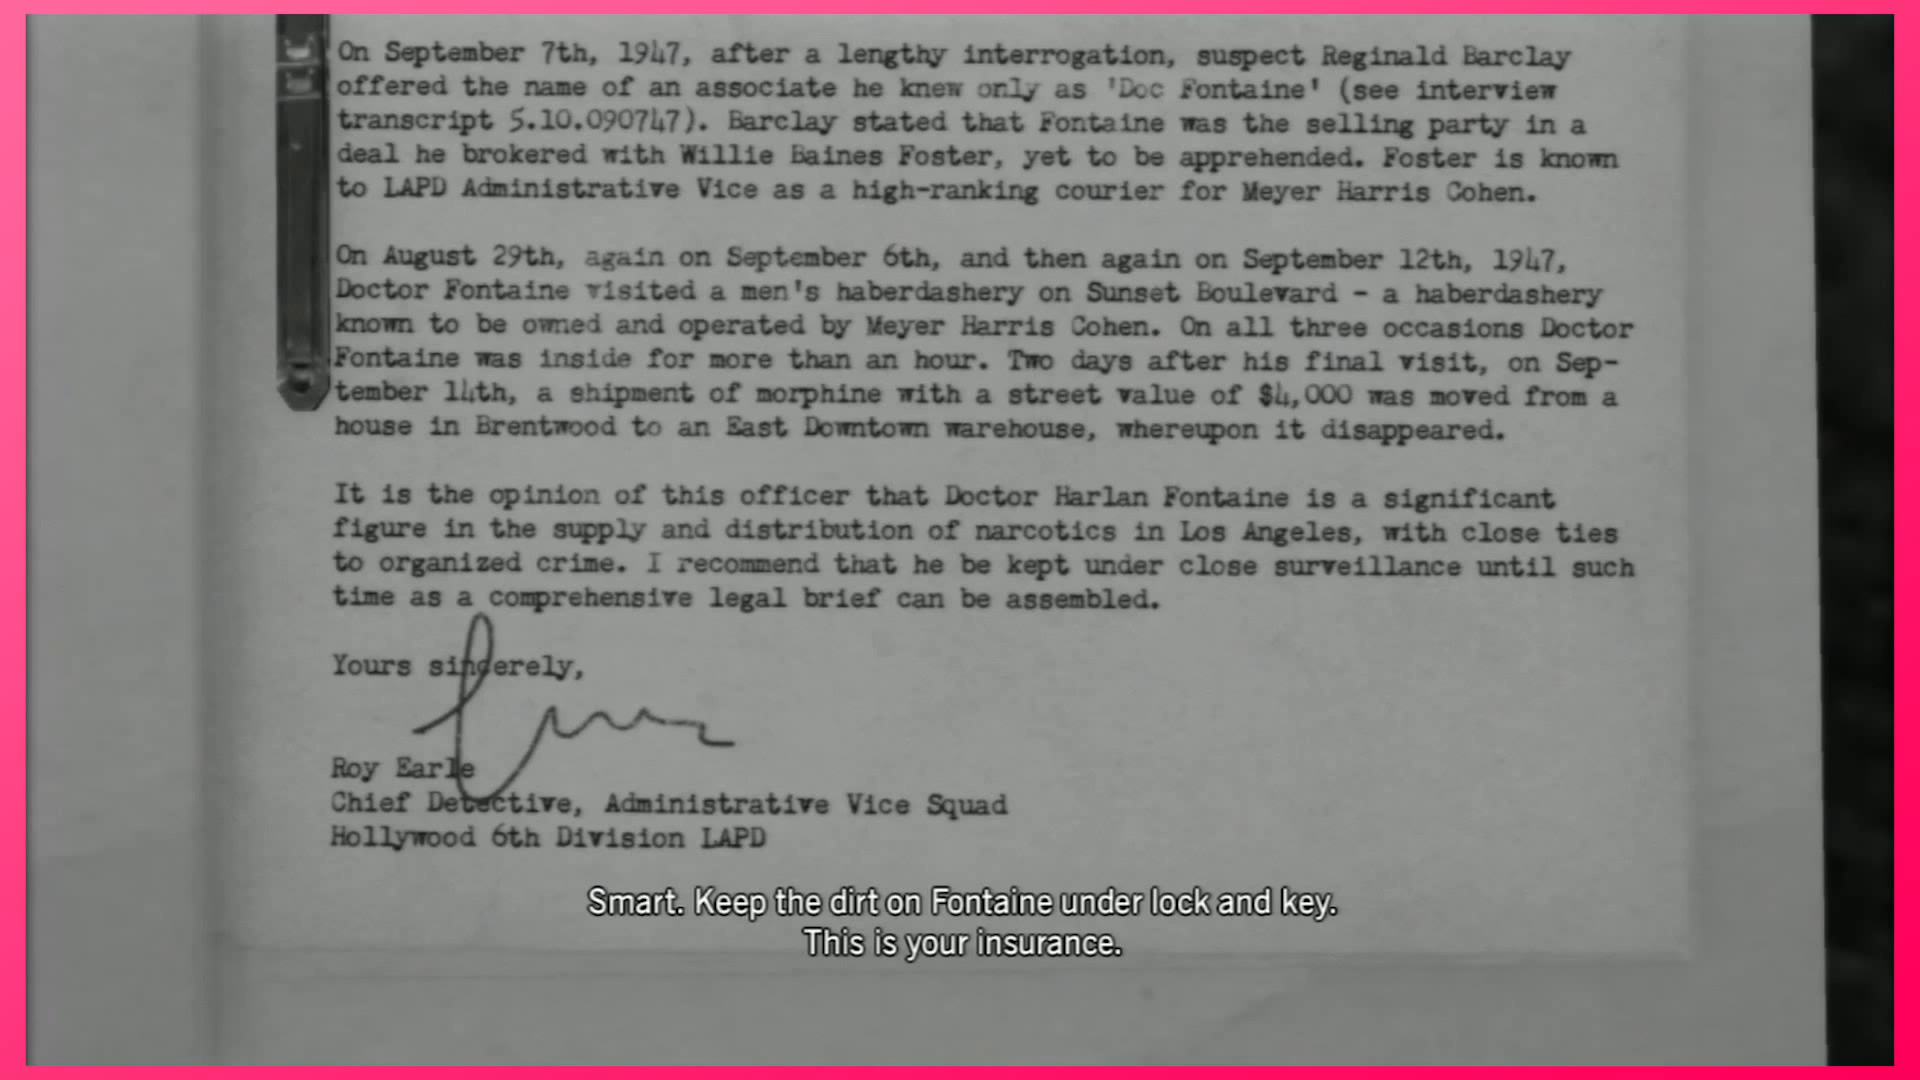 On September 7th, 1947, after a lengthy interrogation, suspect Reginald Barclay
offered the name of an associate he knew only as 'Doc Fontaine' (see interview
transcript 5.10.090747). Barclay stated that Fontaine was the selling party in a
deal he brokered with Willie Baines Foster, yet to be apprehended. Foster is known
to LAPD Administrative Vice as a high-ranking courier for Meyer Harris Cohen.
On August 29th, again on September 6th, and then again on September 12th, 1947,
Doctor Fontaine visited a men's haberdashery on Sunset Boulevard - a haberdashery
known to be owned and operated by Meyer Harris Cohen. On all three occasions Doctor
Fontaine was inside for more than an hour. Two days after his final visit, on Sep-
tember 14th, a shipment of morphine with a street value of $4,000 was moved from a
house in Brentwood to an East Downtown warehouse, whereupon it disappeared.
It is the opinion of this officer that Doctor Harlan Fontaine is a significant
figure in the supply and distribution of narcotics in Los Angeles, with close ties
to organized crime. I recommend that he be kept under close surveillance until such
time as a comprehensive legal brief can be assembled.
Yours sincerely,
Roy Earle
Chief Detective, Administrative Vice Squad
Hollywood 6th Division LAPD
Smart. Keep the dirt on Fontaine under lock and key.
This is your insurance.